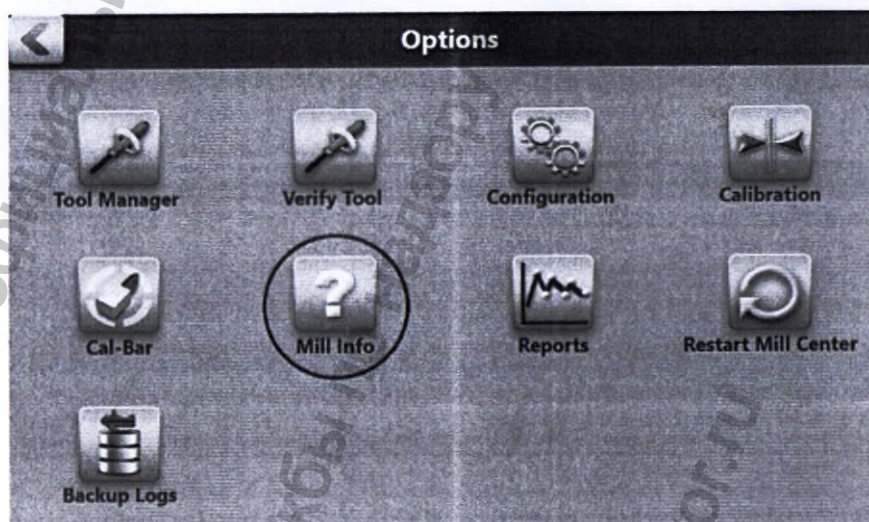 Options
Tool Manager
Verify Tool
Configuration
Calibration
Cal-Bar
Mill Info
Reports
Restart Mill Center
Backup Logs